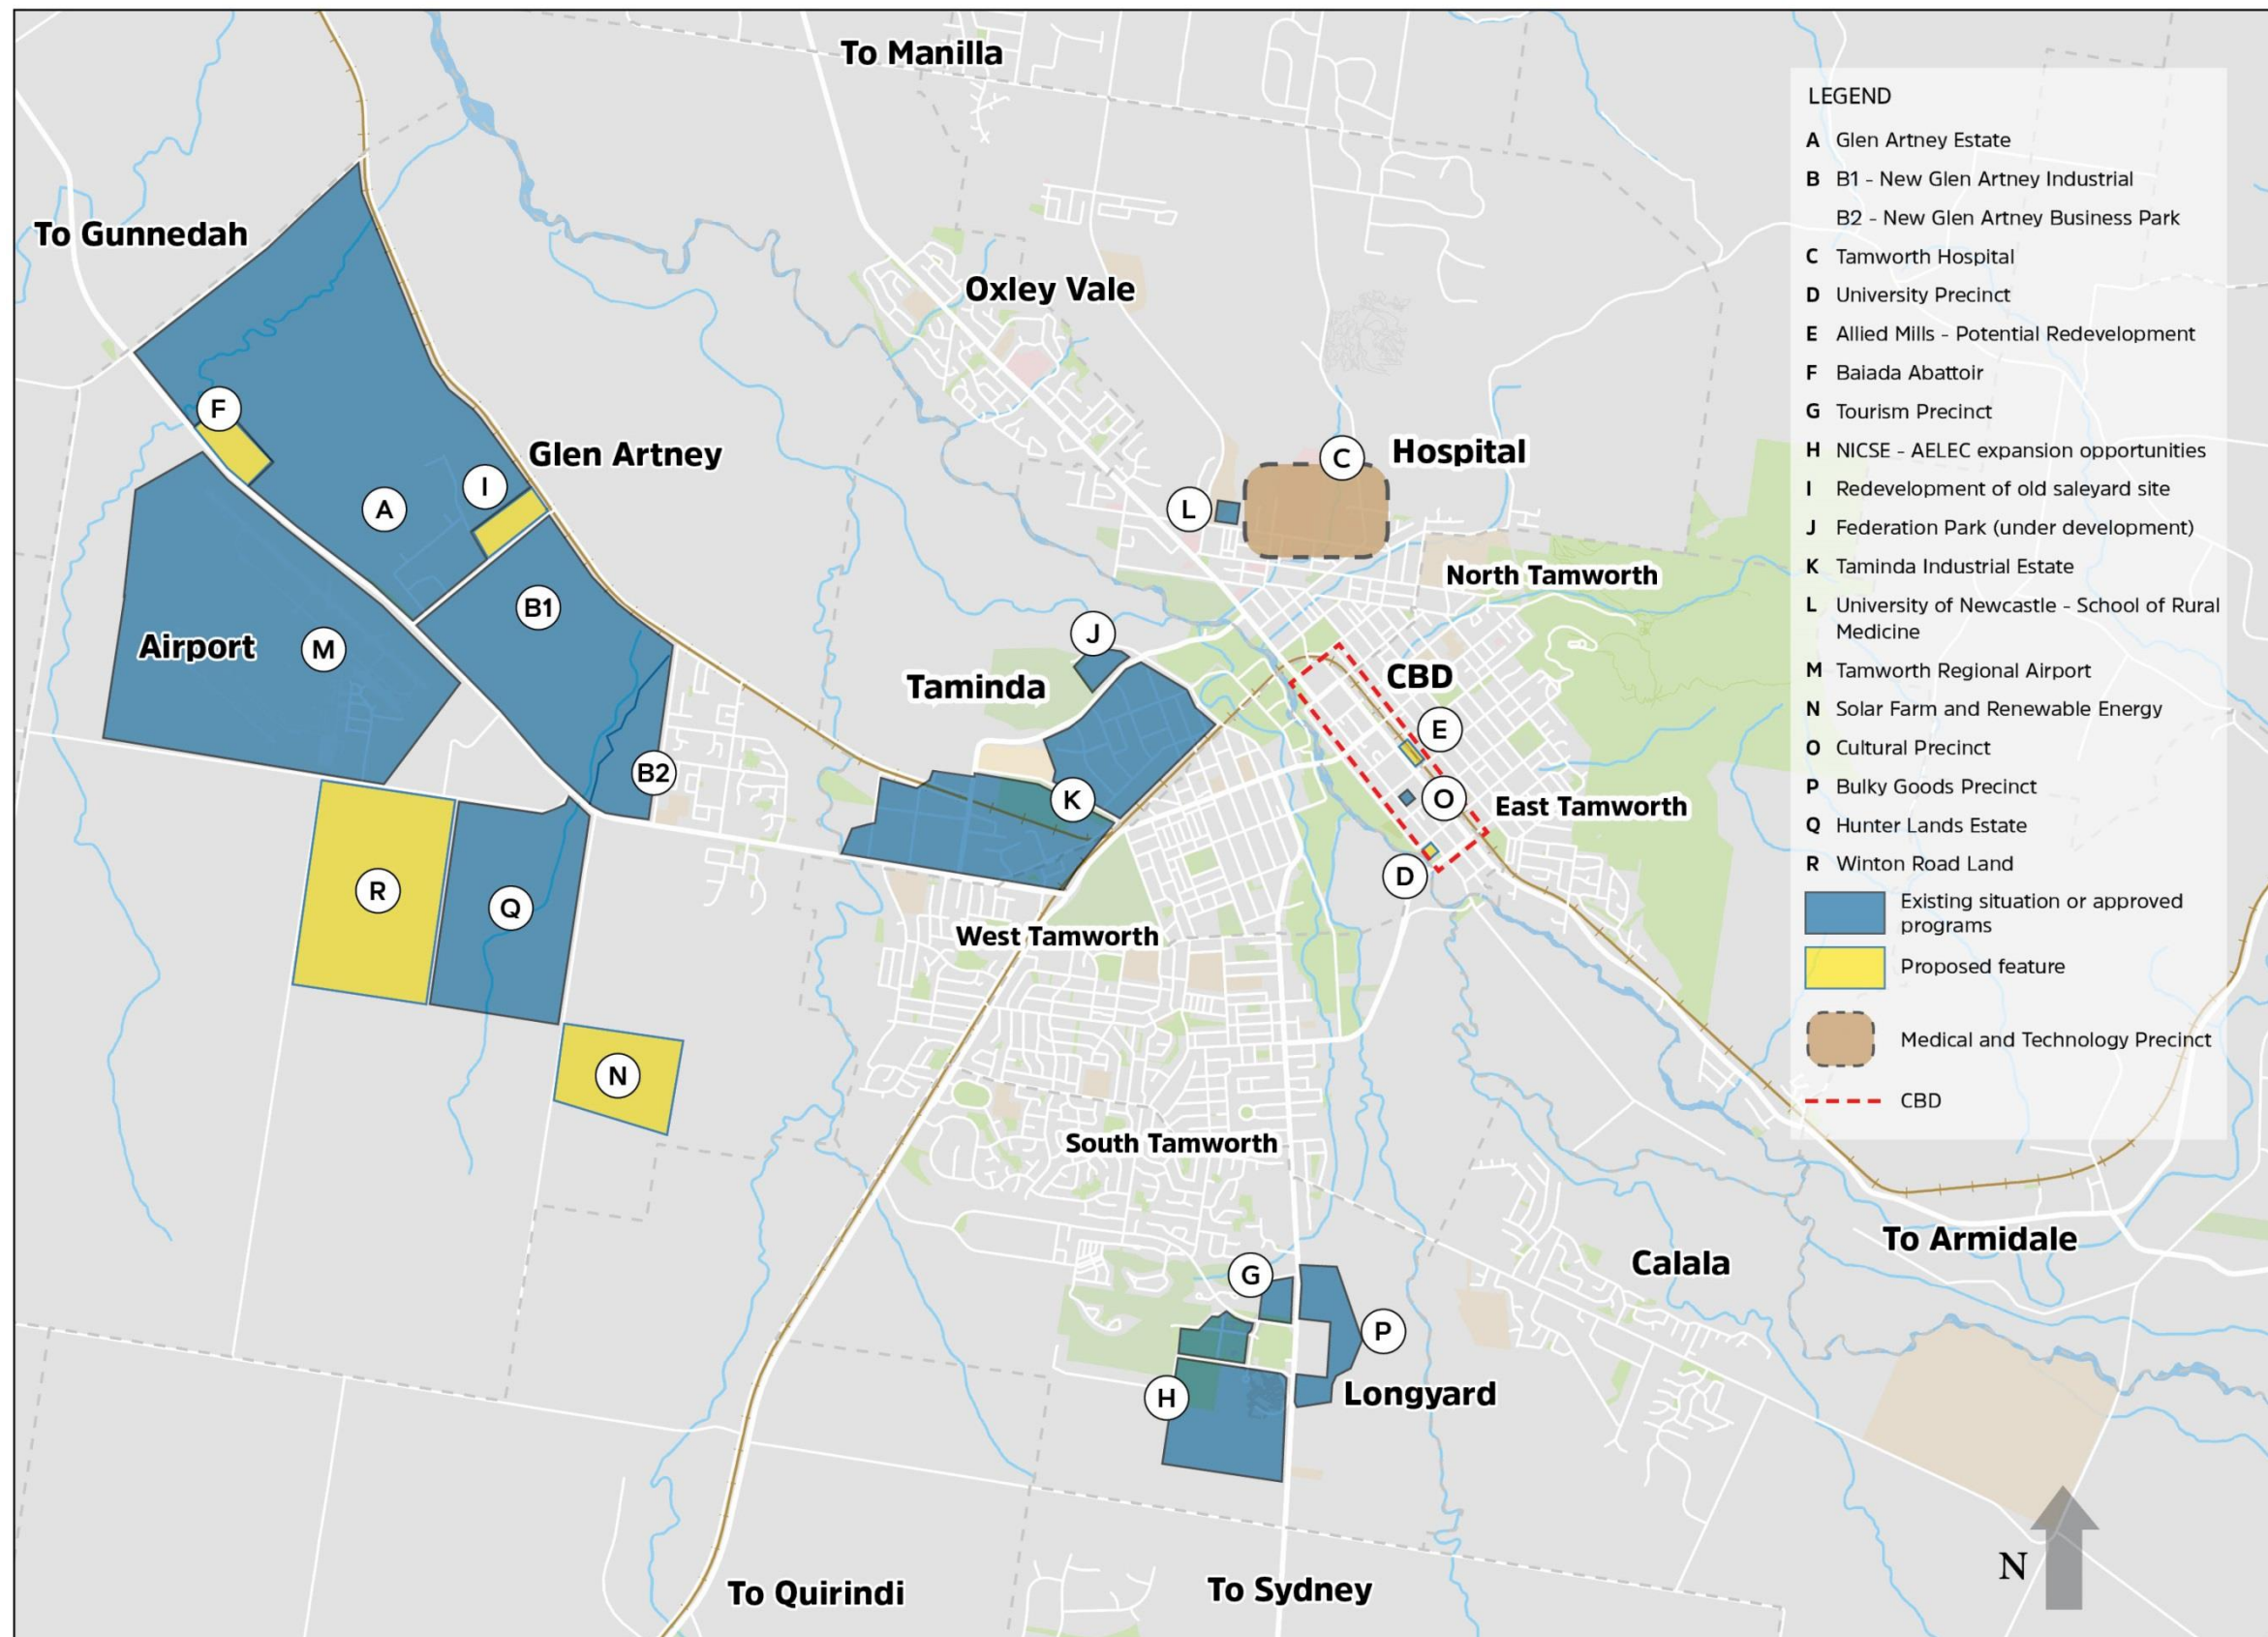 To Manilla
To Gunnedah
Oxley Vale
F
Glen Artney
Hospital
C
I
A
L
North Tamworth
B1
J
Airport
M
Taminda
CBD
E
B2
K
O
East Tamworth
D
R
Q
West Tamworth
N
South Tamworth
G
Calala
To Armidale
P
H
Longyard
To Quirindi
To Sydney
N
LEGEND
A Glen Artney Estate
B B1 - New Glen Artney Industrial
B2 - New Glen Artney Business Park
C Tamworth Hospital
D University Precinct
E Allied Mills - Potential Redevelopment
F Baiada Abattoir
G Tourism Precinct
H NICSE - AELEC expansion opportunities
I Redevelopment of old saleyard site
J Federation Park (under development)
K Taminda Industrial Estate
L University of Newcastle - School of Rural
Medicine
M Tamworth Regional Airport
N Solar Farm and Renewable Energy
O Cultural Precinct
P Bulky Goods Precinct
Q Hunter Lands Estate
R Winton Road Land
Existing situation or approved
programs
Proposed feature
Medical and Technology Precinct
CBD